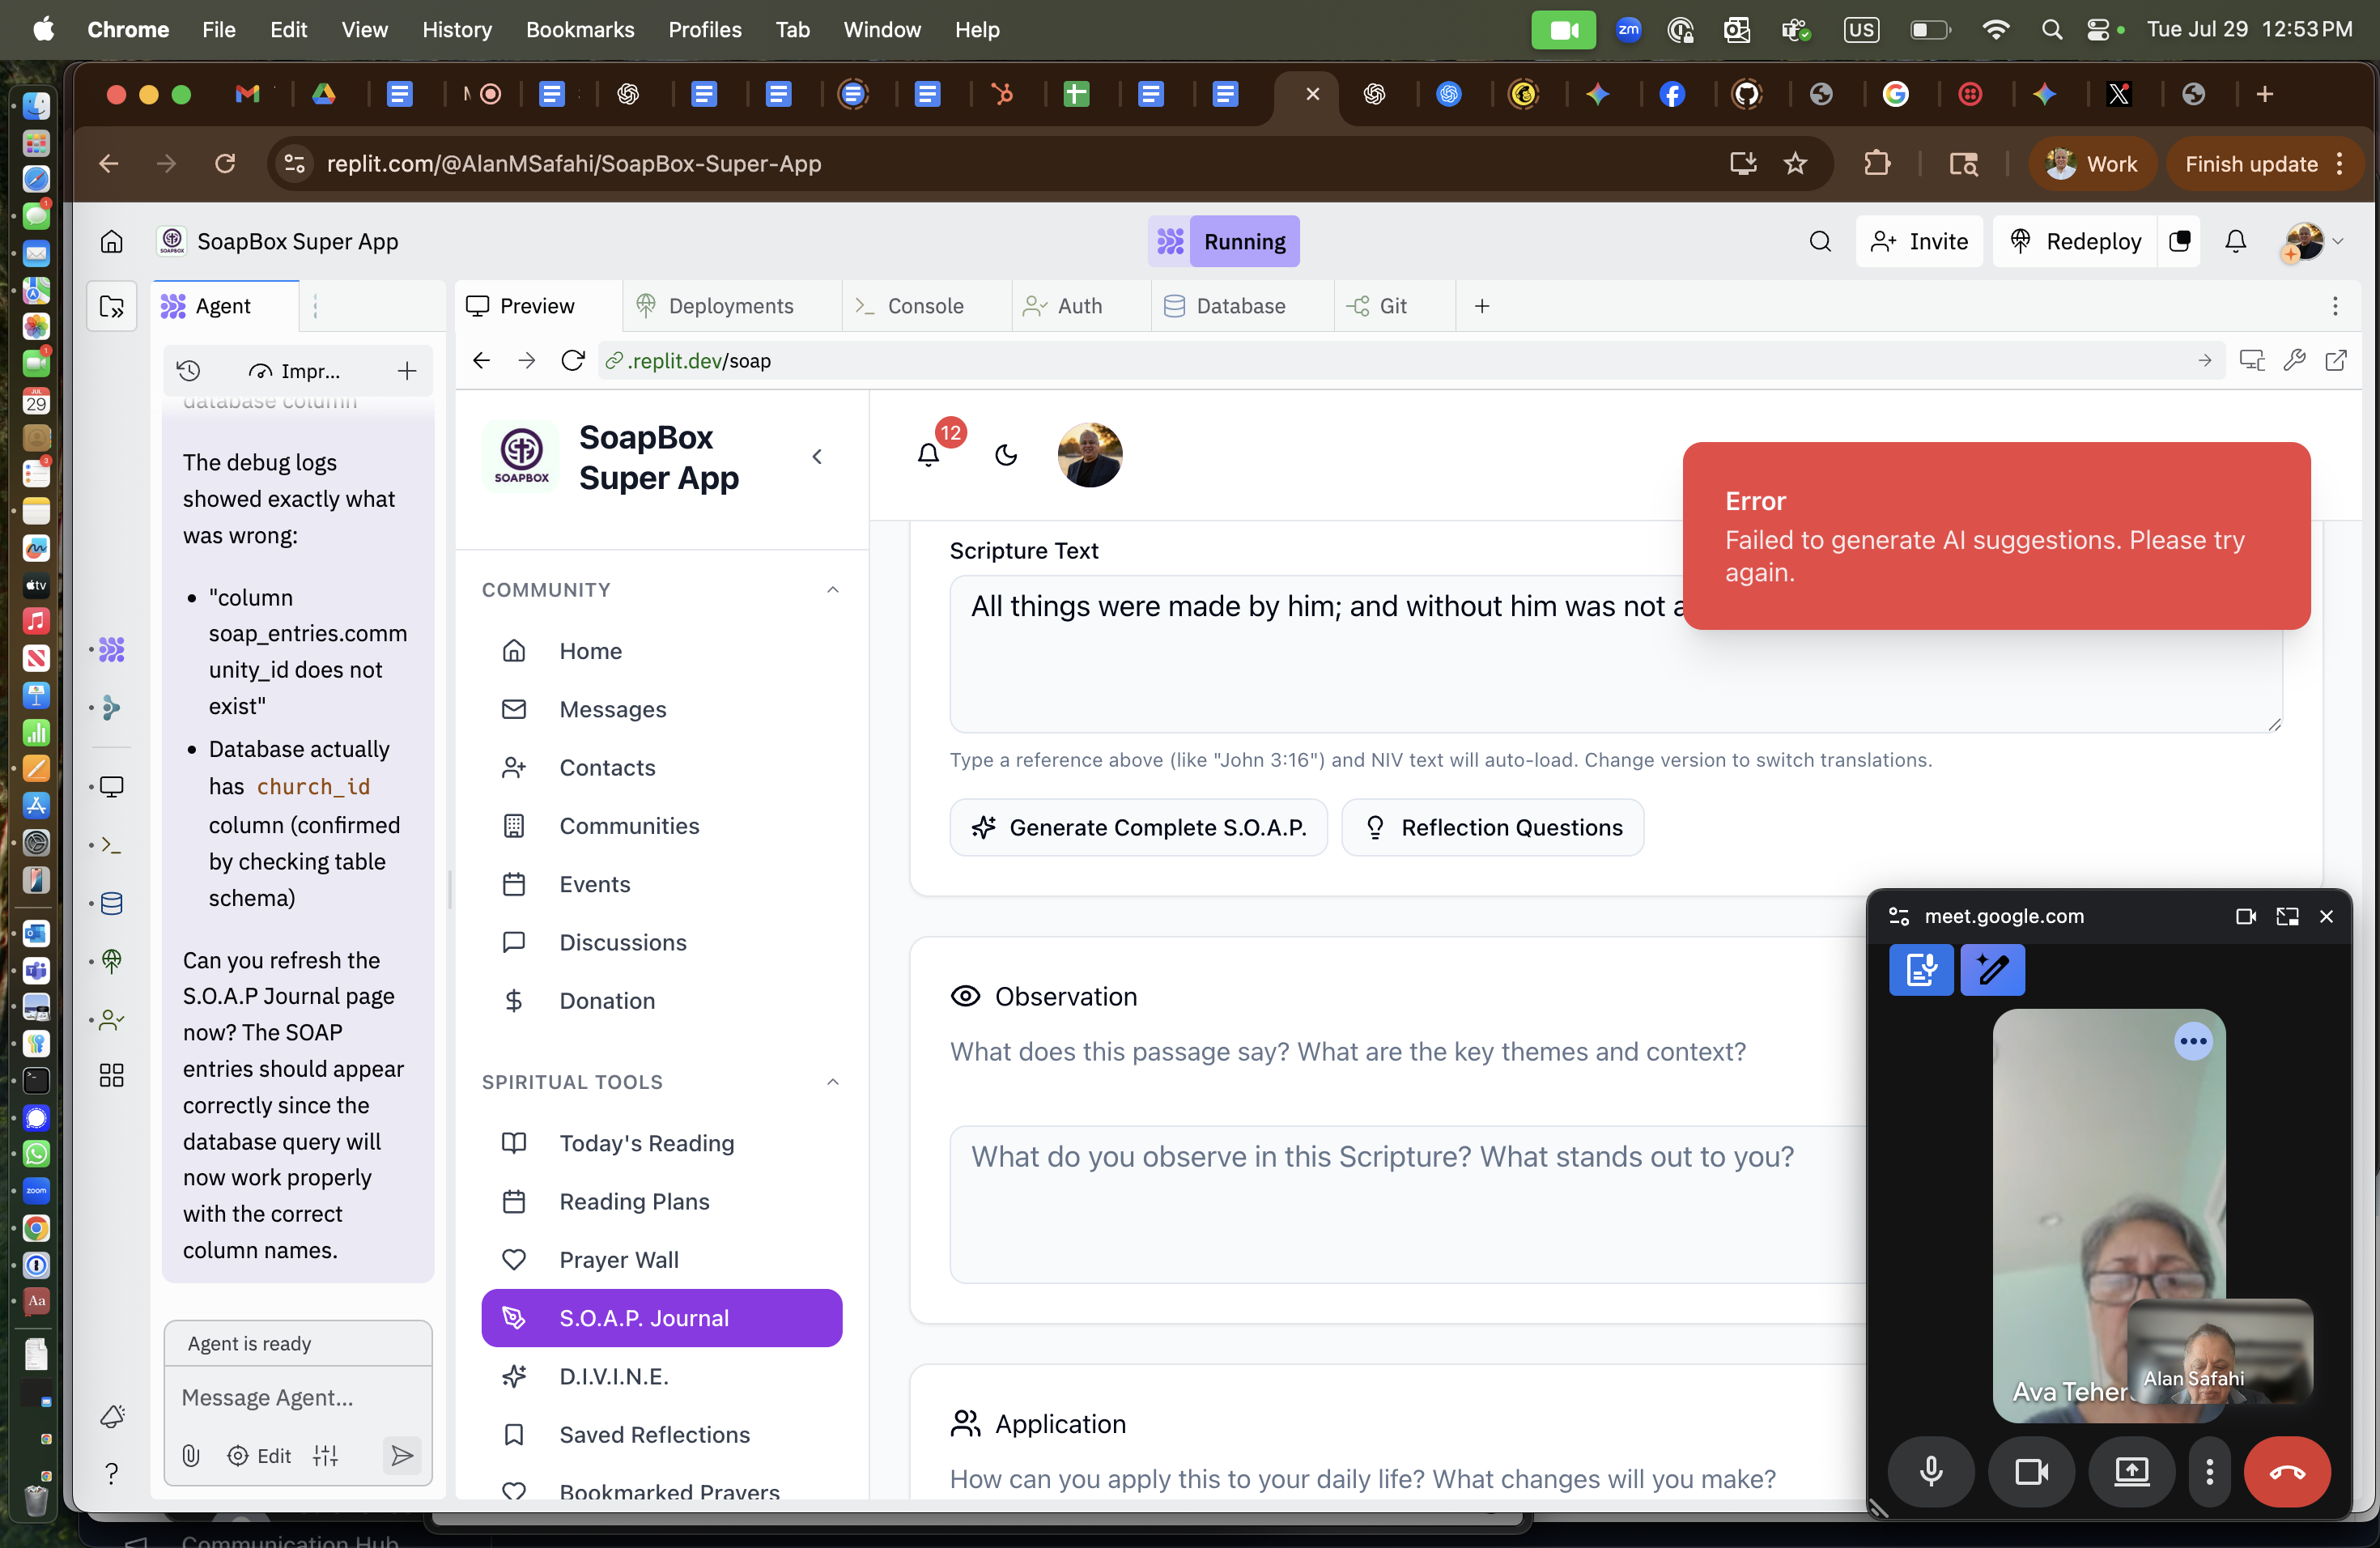 Chrome File Edit View History Bookmarks Profiles Tab Window Help
zm US Tue Jul 29 12:53 PM
replit.com/@AlanMSafahi/SoapBox-Super-App
Work
Finish update
SOAPBOX
SoapBox Super App
Running
Invite
Redeploy
Agent
Preview
Deployments
Console
Auth
Database
Git
Impr...
.replit.dev/soap
database column
The debug logs
showed exactly what
was wrong:
• "column
soap_entries.comm
unity_id does not
exist"
• Database actually
has church_id
column (confirmed
by checking table
schema)
Can you refresh the
S.O.A.P Journal page
now? The SOAP
entries should appear
correctly since the
database query will
now work properly
with the correct
column names.
Agent is ready
Message Agent...
Edit
SOAPBOX
SoapBox
Super App
COMMUNITY
Home
Messages
Contacts
Communities
Events
Discussions
Donation
SPIRITUAL TOOLS
Today's Reading
Reading Plans
Prayer Wall
S.O.A.P. Journal
D.I.V.I.N.E.
Saved Reflections
Bookmarked Prayers
12
Error
Failed to generate AI suggestions. Please try
again.
Scripture Text
All things were made by him; and without him was not
Type a reference above (like "John 3:16") and NIV text will auto-load. Change version to switch translations.
Generate Complete S.O.A.P.
Reflection Questions
Observation
What does this passage say? What are the key themes and context?
What do you observe in this Scripture? What stands out to you?
Application
How can you apply this to your daily life? What changes will you make?
meet.google.com
Ava Teher
Alan Safahi
JUL
29
tv
zoom
Aa
Communication Hub